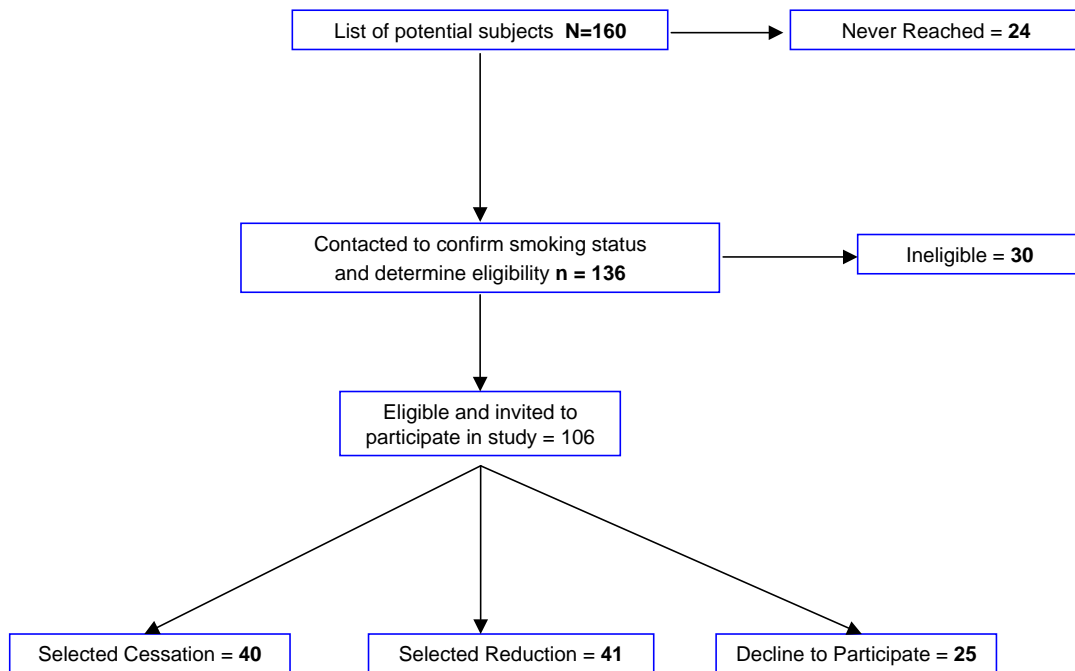 List of potential subjects N=160
Never Reached = 24
Contacted to confirm smoking status
and determine eligibility n = 136
Ineligible = 30
Eligible and invited to
participate in study = 106
Selected Cessation = 40
Selected Reduction = 41
Decline to Participate = 25